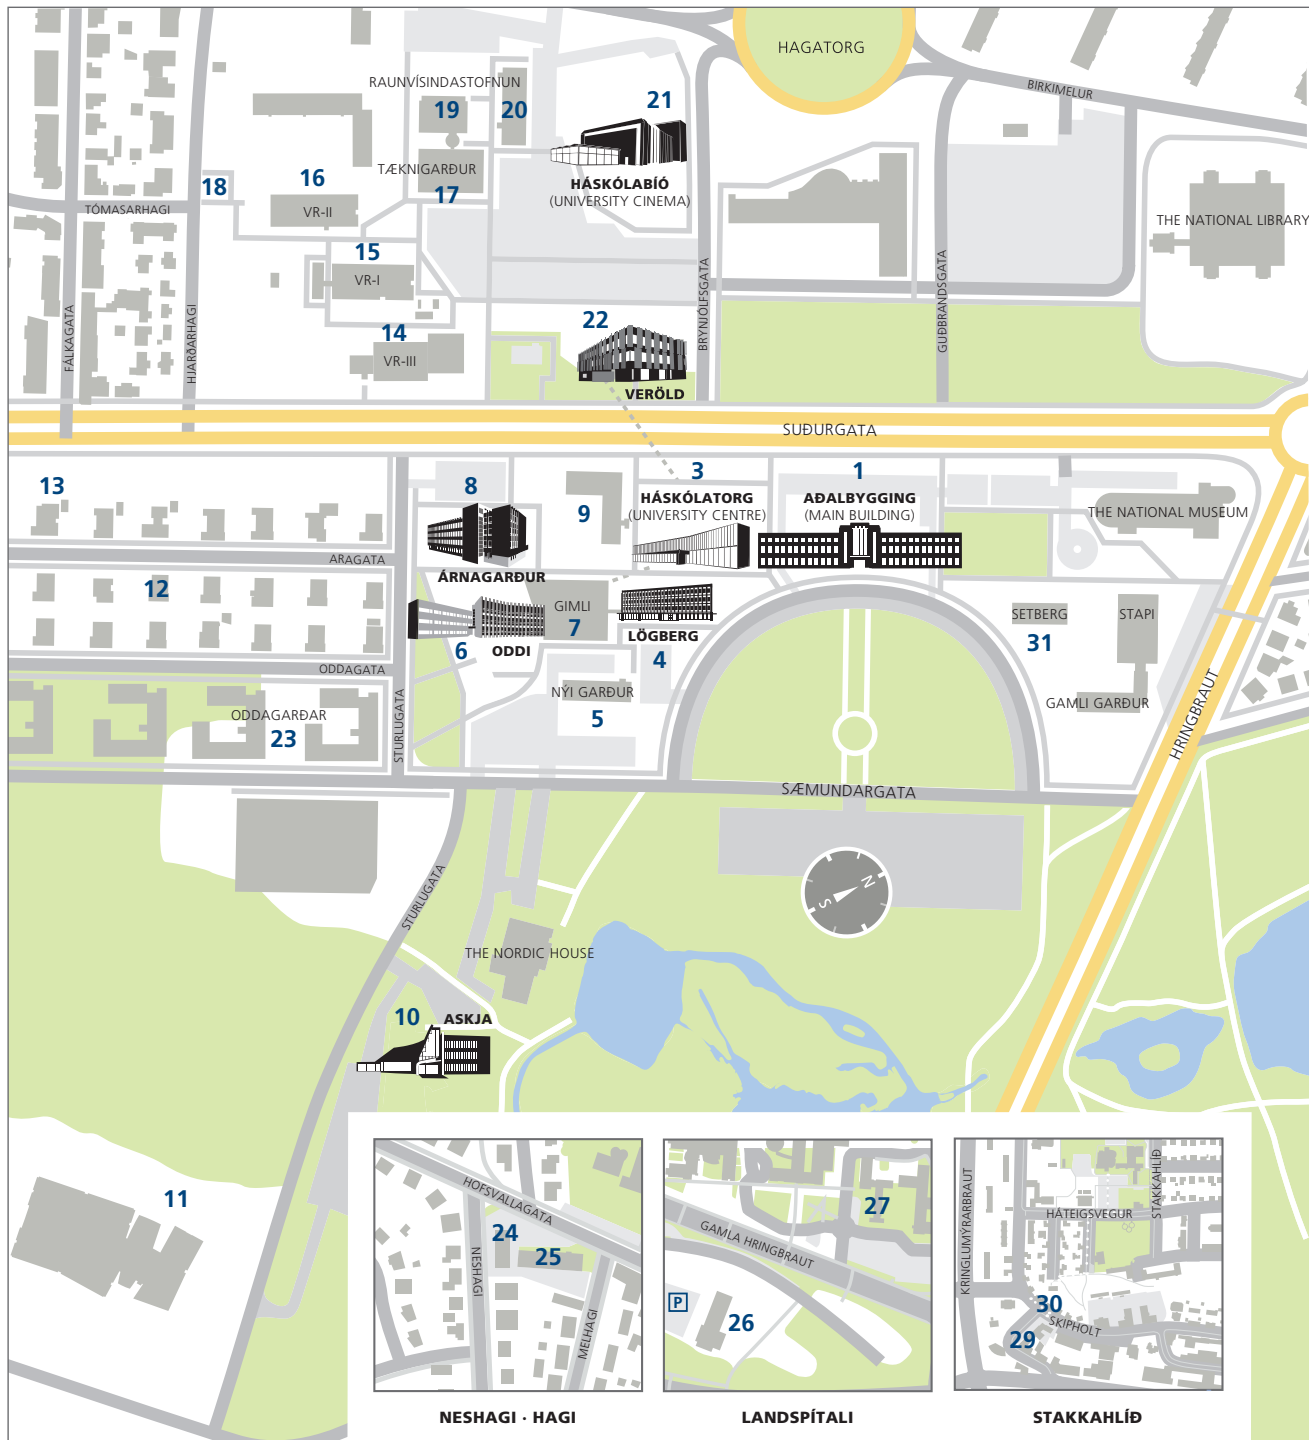 HAGATORG
RAUNVÍSINDASTOFNUN
BIRKIMELUR
19
20
21
TÆKNIGARÐUR
17
HÁSKÓLABÍÓ
(UNIVERSITY CINEMA)
16
18
VR-II
TÓMASARHAGI
THE NATIONAL LIBRARY
15
VR-I
FÁLKAGATA
HJARÐARHAGI
BRYNJÓLFSGATA
GUÐBRANDSGATA
14
VR-III
22
VERÖLD
SUÐURGATA
13
8
9
3
HÁSKÓLATORG
(UNIVERSITY CENTRE)
1
AÐALBYGGING
(MAIN BUILDING)
THE NATIONAL MUSEUM
ARAGATA
ÁRNAGARÐUR
12
GIMLI
7
LÖGBERG
4
6
ODDI
SETBERG
31
STAPI
ODDAGATA
NÝI GARÐUR
5
GAMLI GARÐUR
ODDAGARÐAR
23
STURLUGATA
HRINGBRAUT
SÆMUNDARGATA
N
S
STURLUGATA
THE NORDIC HOUSE
10
ASKJA
11
HOFSVALLAGATA
24
25
NESHAGI
MELHAGI
NESHAGI · HAGI
27
GAMLA HRINGBRAUT
P
26
LANDSPÍTALI
KRINGLUMÝRARBRAUT
STAKKAHLÍÐ
HÁTEIGSVEGUR
30
SKIPHOLT
29
STAKKAHLÍÐ